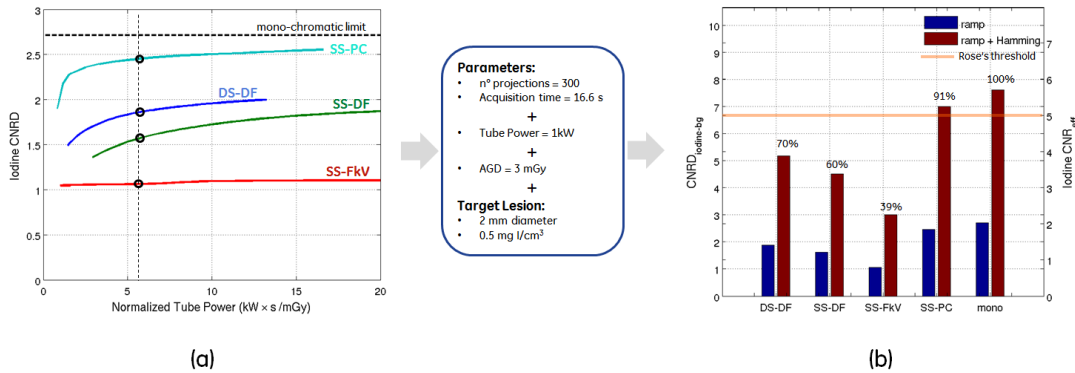 mono-chromatic limit
SS-PC
DS-DF
SS-DF
SS-FkV
Iodine CNRD
3
2.5
2
1.5
1
0.5
0
0 5 10 15 20
Normalized Tube Power (kW × s /mGy)
(a)
Parameters:
• nº projections = 300
• Acquisition time = 16.6 s
+
• Tube Power = 1kW
+
• AGD = 3 mGy
+
Target Lesion:
• 2 mm diameter
• 0.5 mg I/cm³
ramp
ramp + Hamming
Rose's threshold
70%
60%
39%
91%
100%
CNRD iodine-bg
10
9
8
7
6
5
4
3
2
1
0
Iodine CNR eff
7
6
5
4
3
2
1
0
DS-DF SS-DF SS-FkV SS-PC mono
(b)